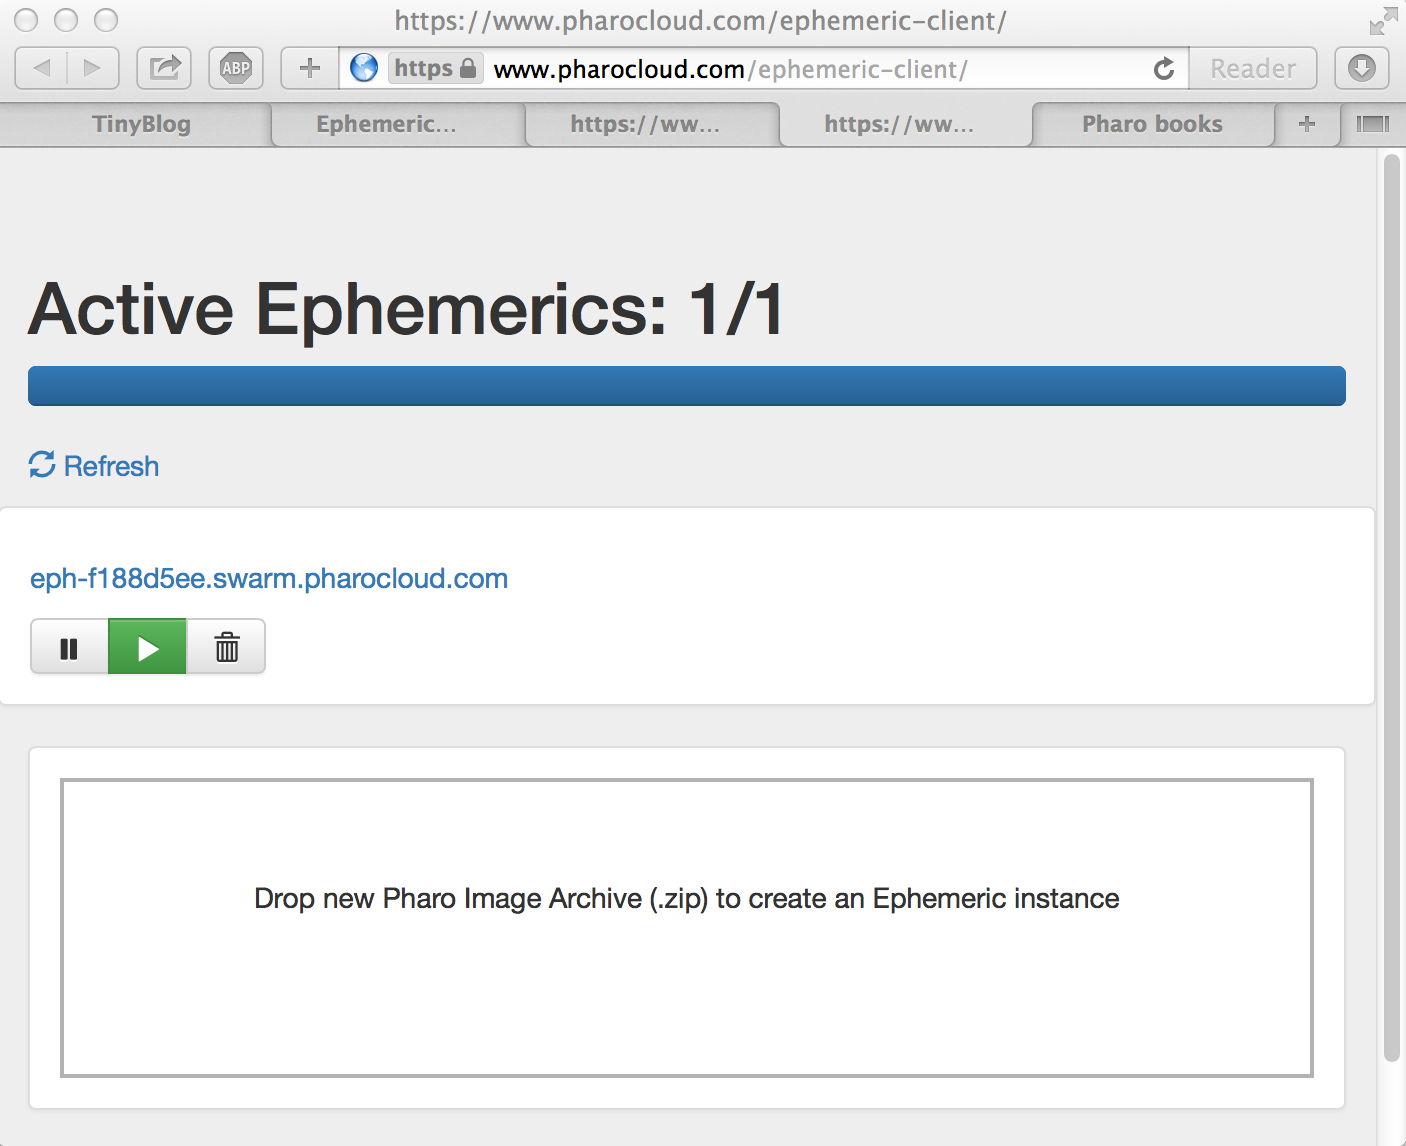 https://www.pharocloud.com/ephemeric-client/
ABP
https www.pharocloud.com/ephemeric-client/
Reader
TinyBlog
Ephemeric...
https://ww...
https://ww...
Pharo books
Active Ephemerics: 1/1
Refresh
eph-f188d5ee.swarm.pharocloud.com
Drop new Pharo Image Archive (.zip) to create an Ephemeric instance